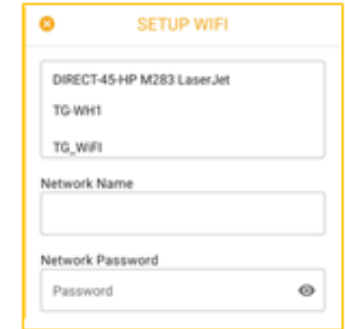 SETUP WIFI
DIRECT-45-HP M283 LaserJet
TG-WH1
TG_WiFI
Network Name
Network Password
Password